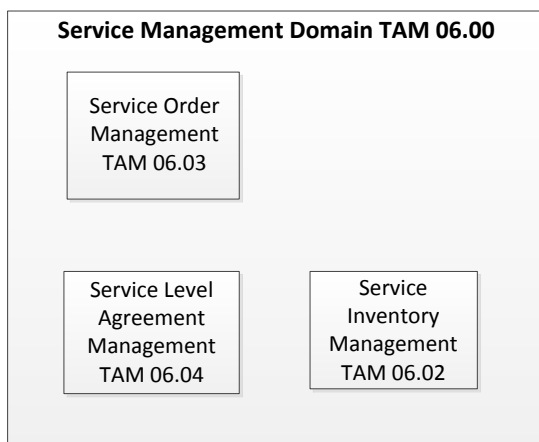 Service Management Domain TAM 06.00
Service Order
Management
TAM 06.03
Service Level
Agreement
Management
TAM 06.04
Service
Inventory
Management
TAM 06.02